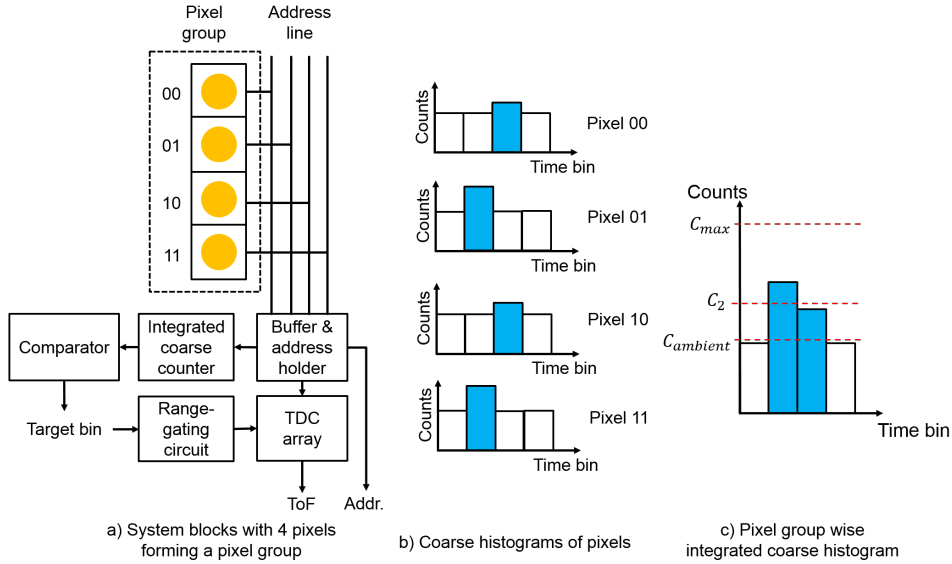 Pixel
group
Address
line
00
01
10
11
Comparator
Integrated
coarse
counter
Buffer &
address
holder
Target bin
Range-
gating
circuit
TDC
array
ToF
Addr.
a) System blocks with 4 pixels
forming a pixel group
Counts
Pixel 00
Time bin
Counts
Pixel 01
Time bin
Counts
Pixel 10
Time bin
Counts
Pixel 11
Time bin
b) Coarse histograms of pixels
Counts
C_max
C_2
C_ambient
Time bin
c) Pixel group wise
integrated coarse histogram